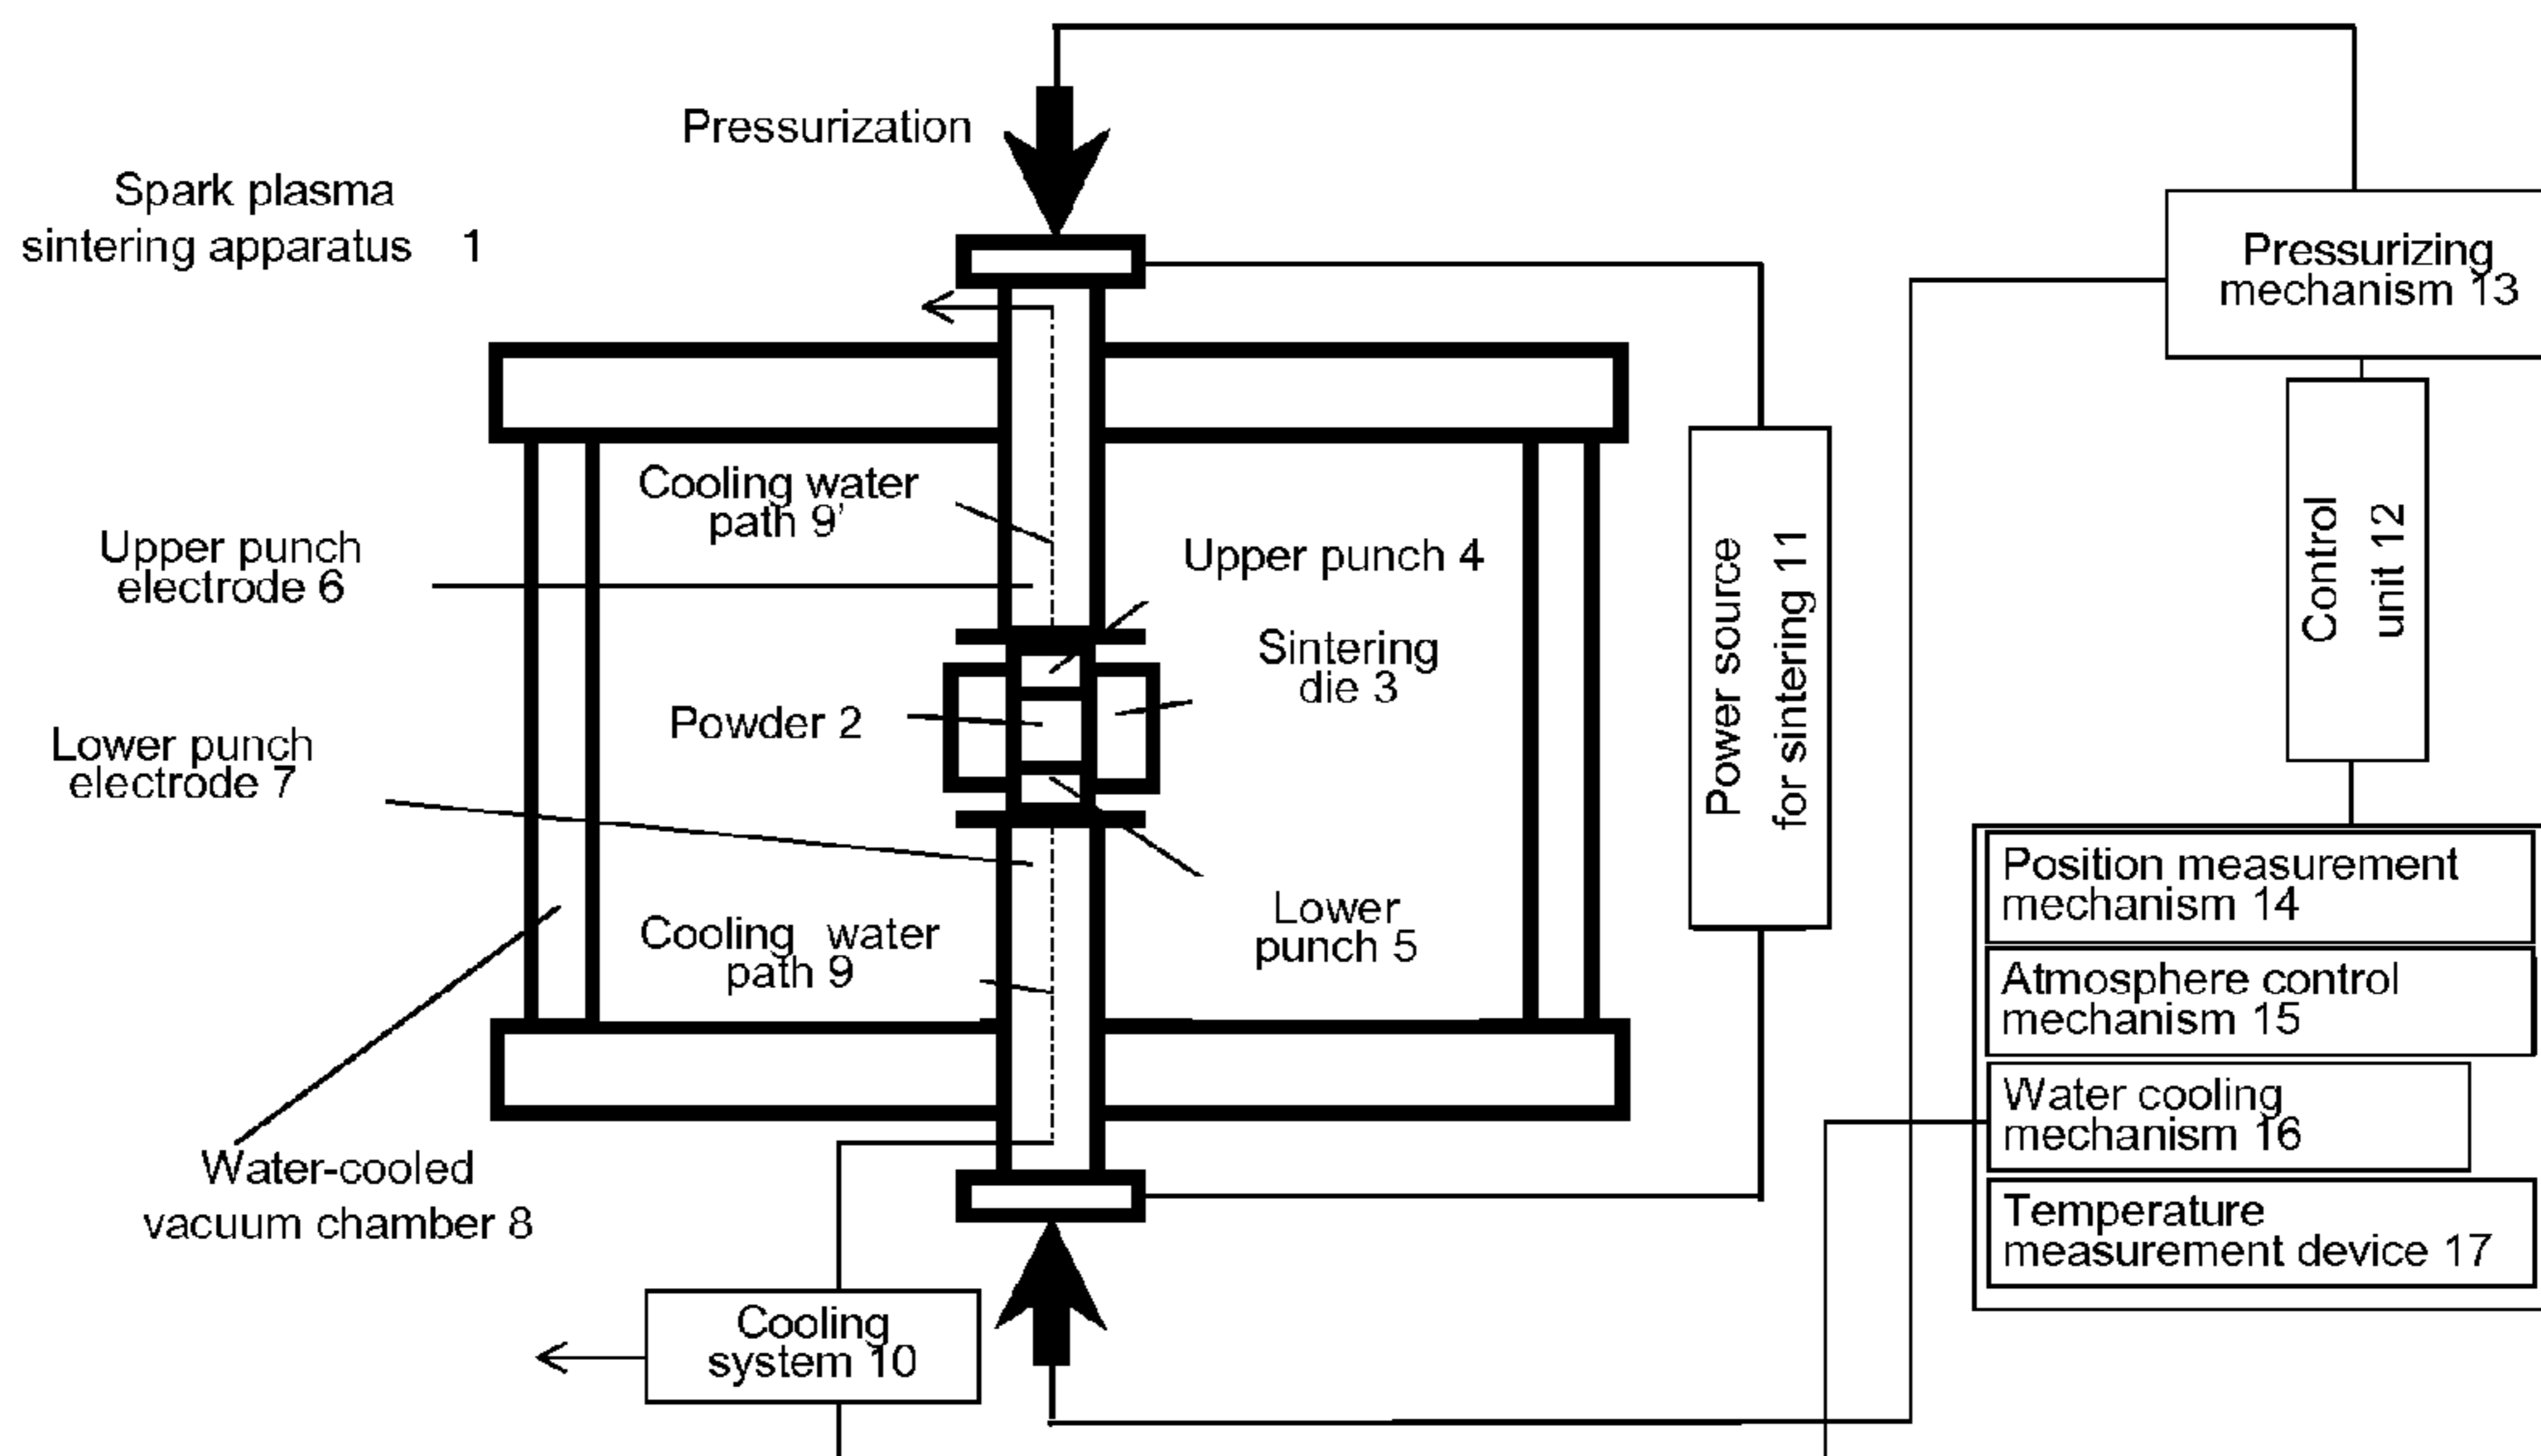 Pressurization
Spark plasma
sintering apparatus 1
Pressurizing
mechanism 13
Control
unit 12
Cooling water
path 9'
Upper punch
electrode 6
Upper punch 4
Power source
for sintering 11
Sintering
die 3
Powder 2
Lower punch
electrode 7
Position measurement
mechanism 14
Lower
punch 5
Cooling water
path 9
Atmosphere control
mechanism 15
Water cooling
mechanism 16
Water-cooled
vacuum chamber 8
Temperature
measurement device 17
Cooling
system 10